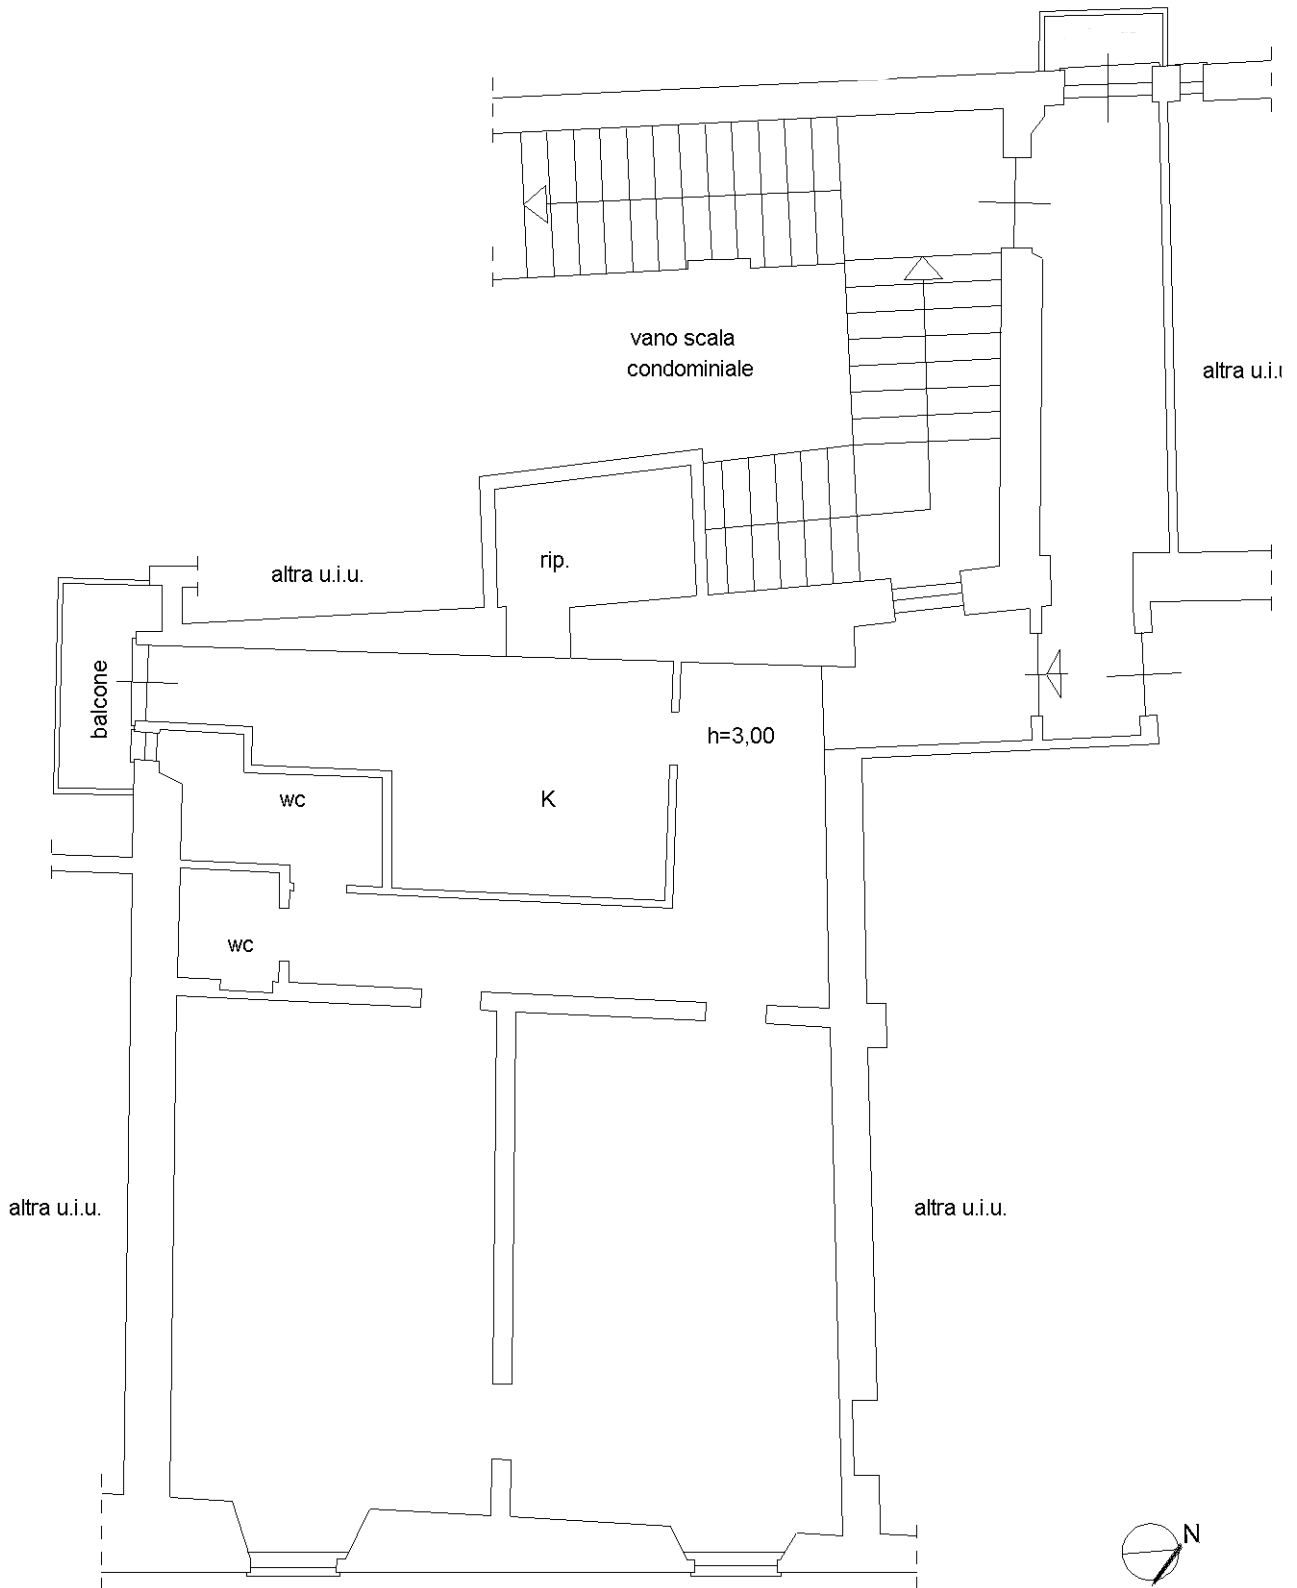 vano scala
condominiale
altra u.i.u
rip.
altra u.i.u.
balcone
h=3,00
wc
K
wc
altra u.i.u.
altra u.i.u.
N